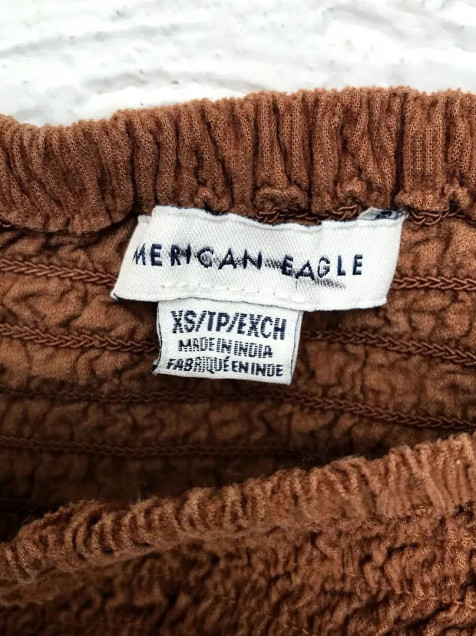 MERICAN EAGLE
XS/TP/EXCH
MADE IN INDIA
FABRIQUÉ EN INDE